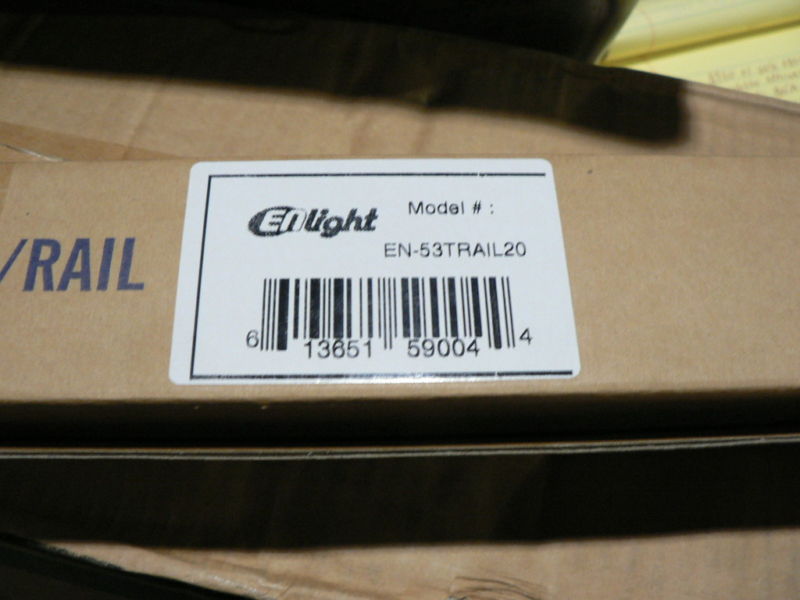 /RAIL
ENlight
Model # :
EN-53TRAIL20
6 13651 59004 4